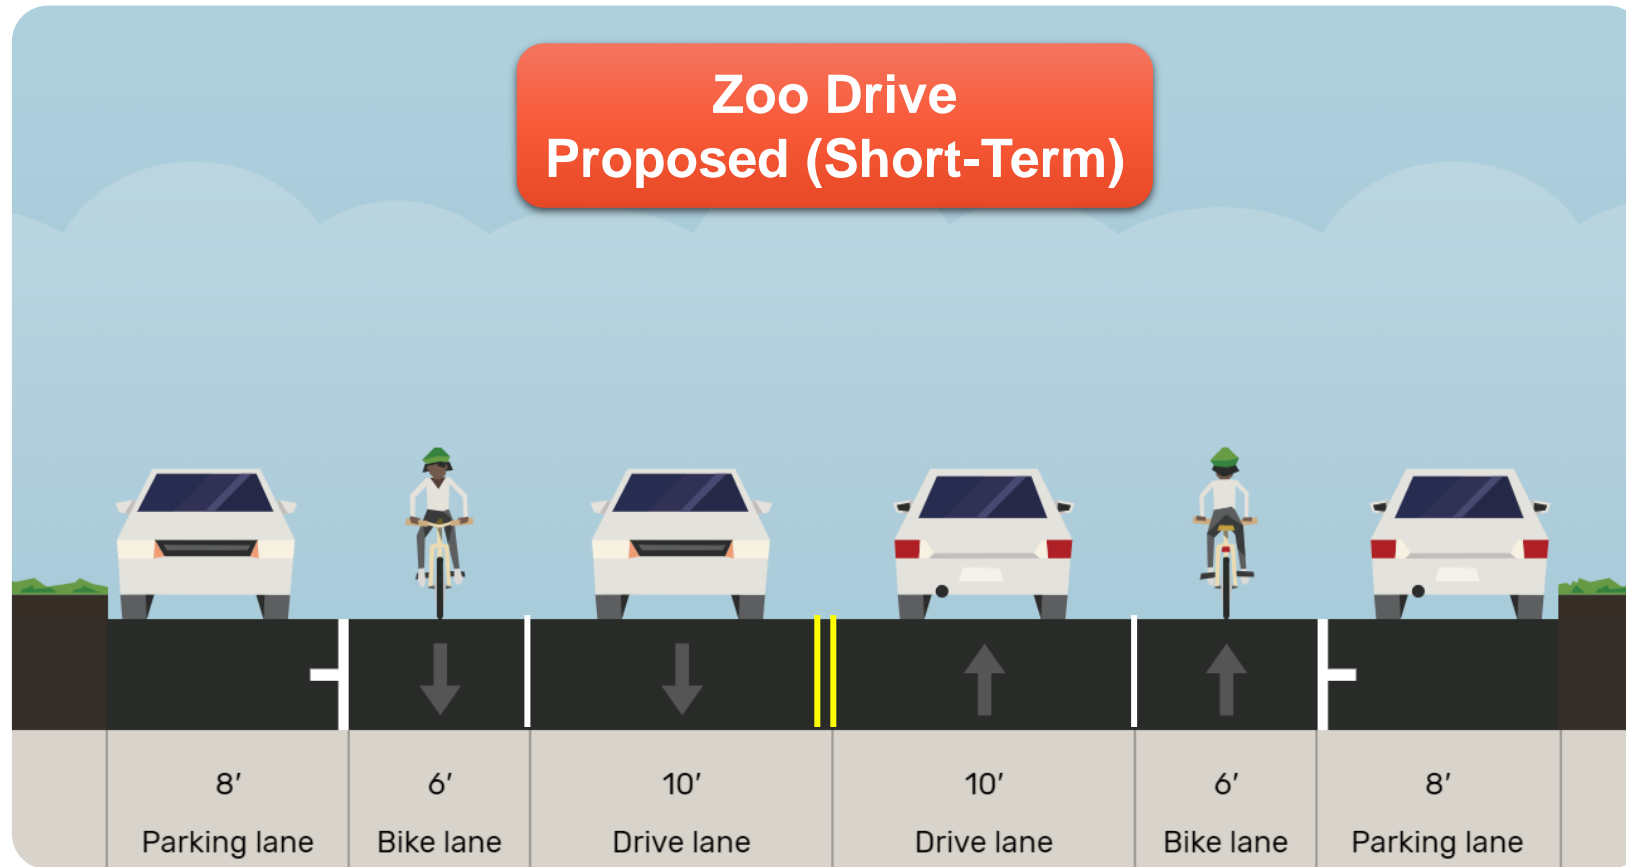 Zoo Drive
Proposed (Short-Term)
8′ 6′ 10′ 10′ 6′ 8′
Parking lane Bike lane Drive lane Drive lane Bike lane Parking lane